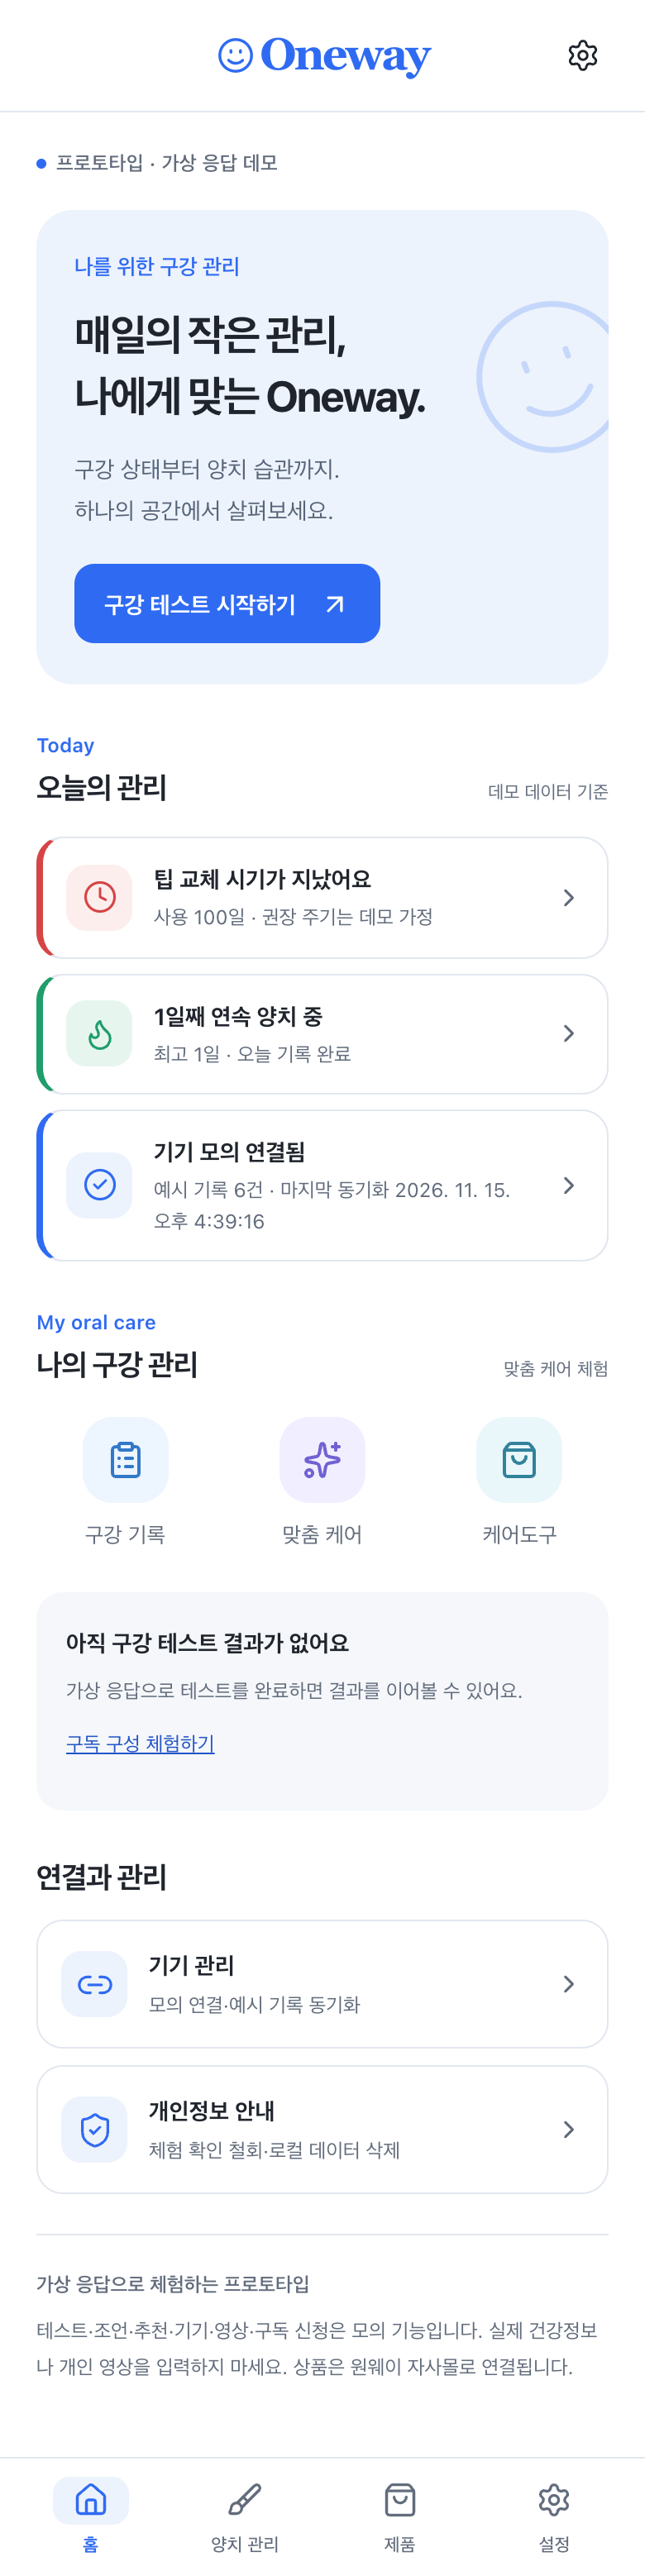 Oneway
프로토타입 · 가상 응답 데모
나를 위한 구강 관리
매일의 작은 관리,
나에게 맞는 Oneway.
구강 상태부터 양치 습관까지.
하나의 공간에서 살펴보세요.
구강 테스트 시작하기
Today
오늘의 관리
데모 데이터 기준
팁 교체 시기가 지났어요
사용 100일 · 권장 주기는 데모 가정
1일째 연속 양치 중
최고 1일 · 오늘 기록 완료
기기 모의 연결됨
예시 기록 6건 · 마지막 동기화 2026. 11. 15.
오후 4:39:16
My oral care
나의 구강 관리
맞춤 케어 체험
구강 기록
맞춤 케어
케어도구
아직 구강 테스트 결과가 없어요
가상 응답으로 테스트를 완료하면 결과를 이어볼 수 있어요.
구독 구성 체험하기
연결과 관리
기기 관리
모의 연결·예시 기록 동기화
개인정보 안내
체험 확인 철회·로컬 데이터 삭제
가상 응답으로 체험하는 프로토타입
테스트·조언·추천·기기·영상·구독 신청은 모의 기능입니다. 실제 건강정보
나 개인 영상을 입력하지 마세요. 상품은 원웨이 자사몰로 연결됩니다.
홈
양치 관리
제품
설정